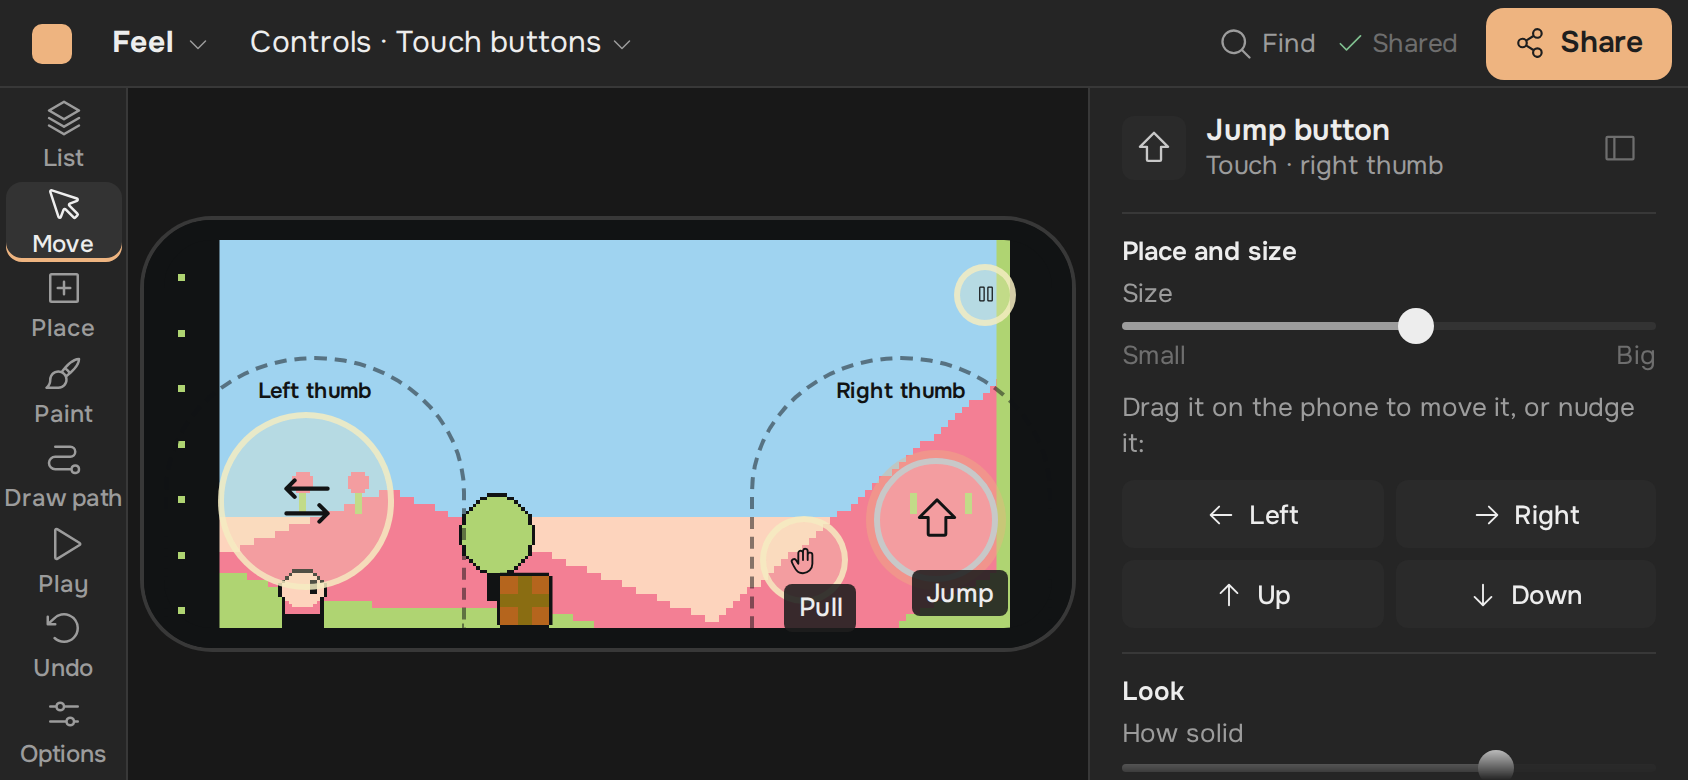 Feel
Controls · Touch buttons
Find
Shared
Share
List
Move
Place
Paint
Draw path
Play
Undo
Options
Left thumb
Right thumb
Pull
Jump
Jump button
Touch · right thumb
Place and size
Size
Small
Big
Drag it on the phone to move it, or nudge
it:
Left
Right
Up
Down
Look
How solid